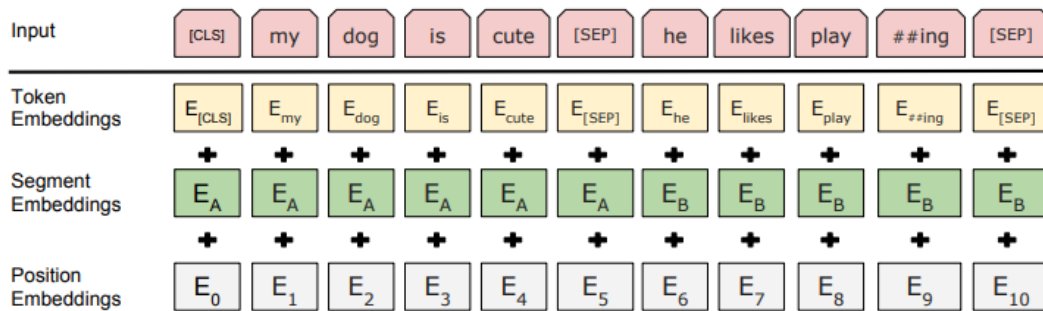 Input [CLS] my dog is cute [SEP] he likes play ##ing [SEP]
Token Embeddings E[CLS] Emy Edog Eis Ecute E[SEP] Ehe Elikes Eplay E##ing E[SEP]
+ + + + + + + + + + +
Segment Embeddings EA EA EA EA EA EA EB EB EB EB EB
+ + + + + + + + + + +
Position Embeddings E0 E1 E2 E3 E4 E5 E6 E7 E8 E9 E10